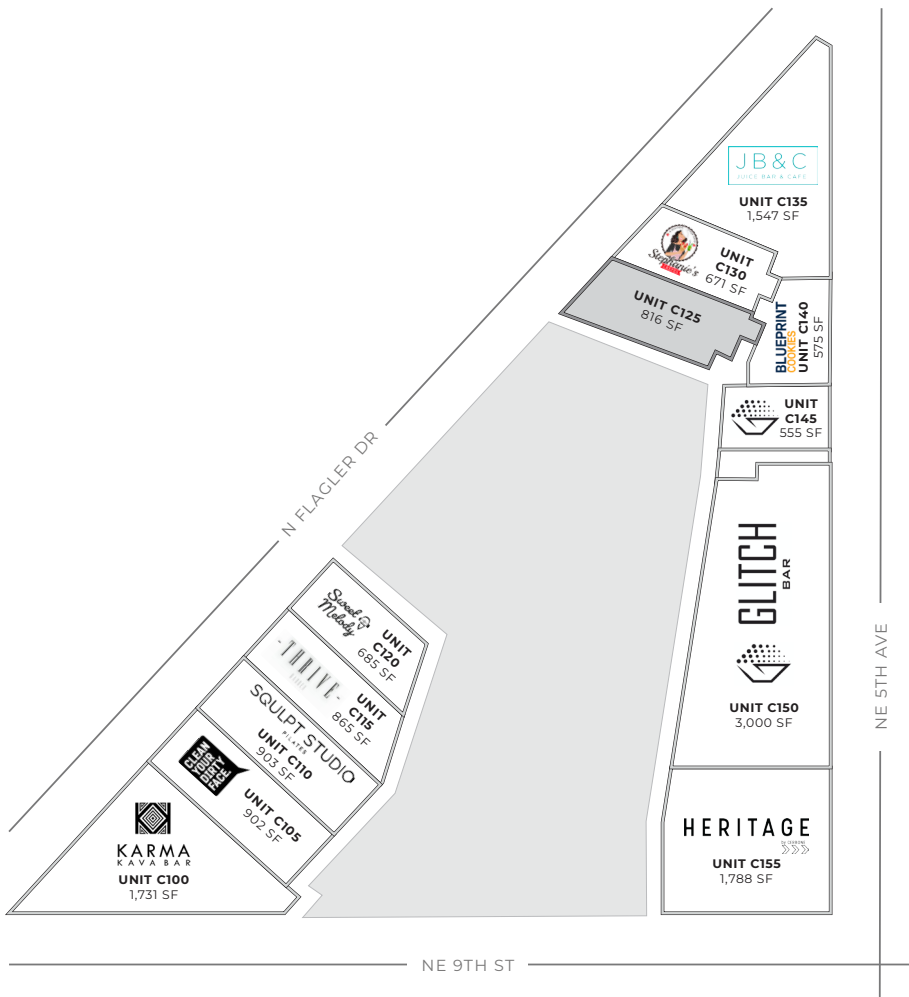 JB&C
JUICE BAR & CAFE
UNIT C135
1,547 SF
Stephanie's
UNIT
C130
671 SF
UNIT C125
816 SF
BLUEPRINT
COOKIES
UNIT C140
575 SF
UNIT
C145
555 SF
N FLAGLER DR
GLITCH
BAR
UNIT C150
3,000 SF
NE 5TH AVE
Sweet
Melody
UNIT
C120
685 SF
-THRIVE-
UNIT
C115
865 SF
SQULPT STUDIO
PILATES
UNIT C110
903 SF
CLEAN
YOUR
DIRTY
FACE
UNIT C105
902 SF
KARMA
KAVA BAR
UNIT C100
1,731 SF
HERITAGE
UNIT C155
1,788 SF
NE 9TH ST